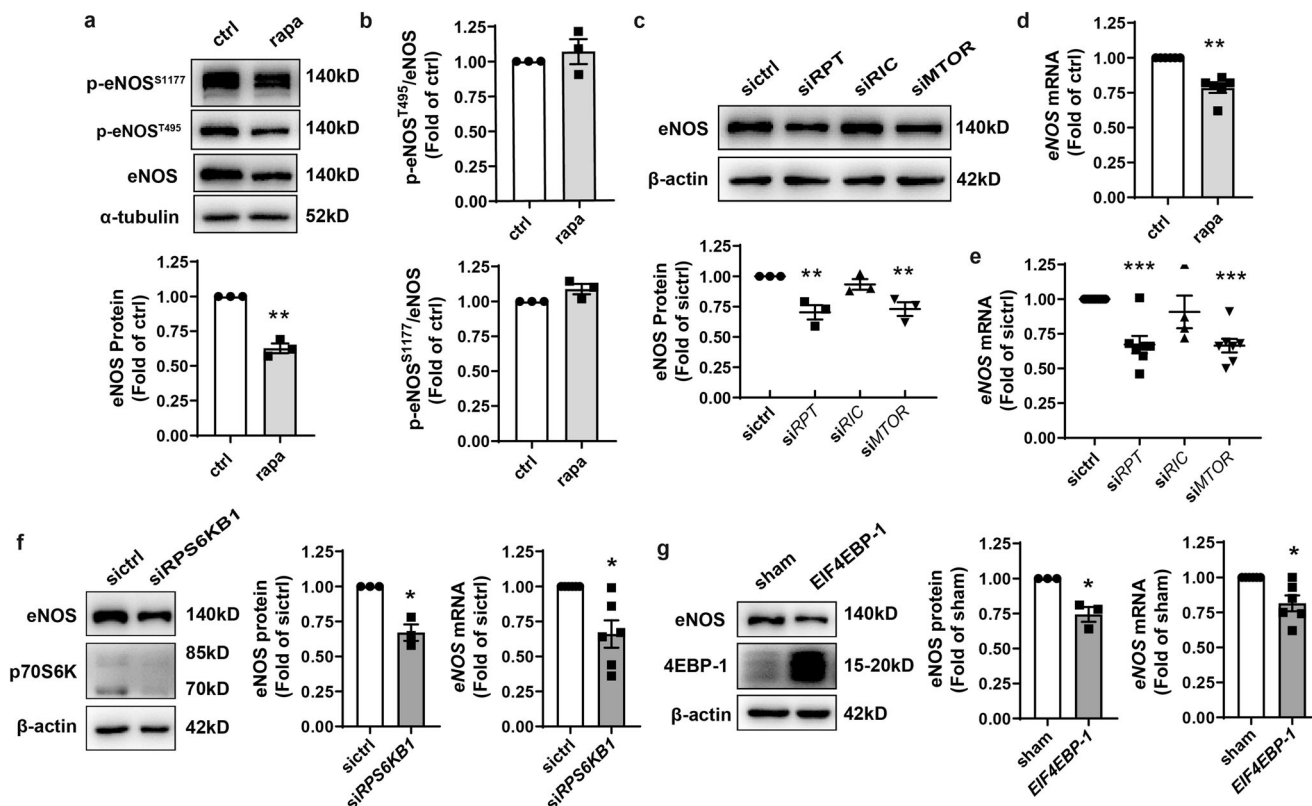 a
ctrl rapa
p-eNOSS1177 140kD
p-eNOST495 140kD
eNOS 140kD
α-tubulin 52kD
eNOS Protein
(Fold of ctrl)
1.25
1.00
0.75
0.50
0.25
0.00
**
ctrl rapa
b
p-eNOST495/eNOS
(Fold of ctrl)
1.25
1.00
0.75
0.50
0.25
0.00
ctrl rapa
p-eNOSS1177/eNOS
(Fold of ctrl)
1.25
1.00
0.75
0.50
0.25
0.00
ctrl rapa
c
sictrl siRPT siRIC siMTOR
eNOS 140kD
β-actin 42kD
eNOS Protein
(Fold of sictrl)
1.25
1.00
0.75
0.50
0.25
0.00
** **
sictrl siRPT siRIC siMTOR
d
eNOS mRNA
(Fold of ctrl)
1.25
1.00
0.75
0.50
0.25
0.00
**
ctrl rapa
e
eNOS mRNA
(Fold of sictrl)
1.25
1.00
0.75
0.50
0.25
0.00
*** ***
sictrl siRPT siRIC siMTOR
f
sictrl siRPS6KB1
eNOS 140kD
p70S6K 85kD
70kD
β-actin 42kD
eNOS protein
(Fold of sictrl)
1.25
1.00
0.75
0.50
0.25
0.00
*
sictrl siRPS6KB1
eNOS mRNA
(Fold of sictrl)
1.25
1.00
0.75
0.50
0.25
0.00
*
sictrl siRPS6KB1
g
sham EIF4EBP-1
eNOS 140kD
4EBP-1 15-20kD
β-actin 42kD
eNOS protein
(Fold of sham)
1.25
1.00
0.75
0.50
0.25
0.00
*
sham EIF4EBP-1
eNOS mRNA
(Fold of sham)
1.25
1.00
0.75
0.50
0.25
0.00
*
sham EIF4EBP-1